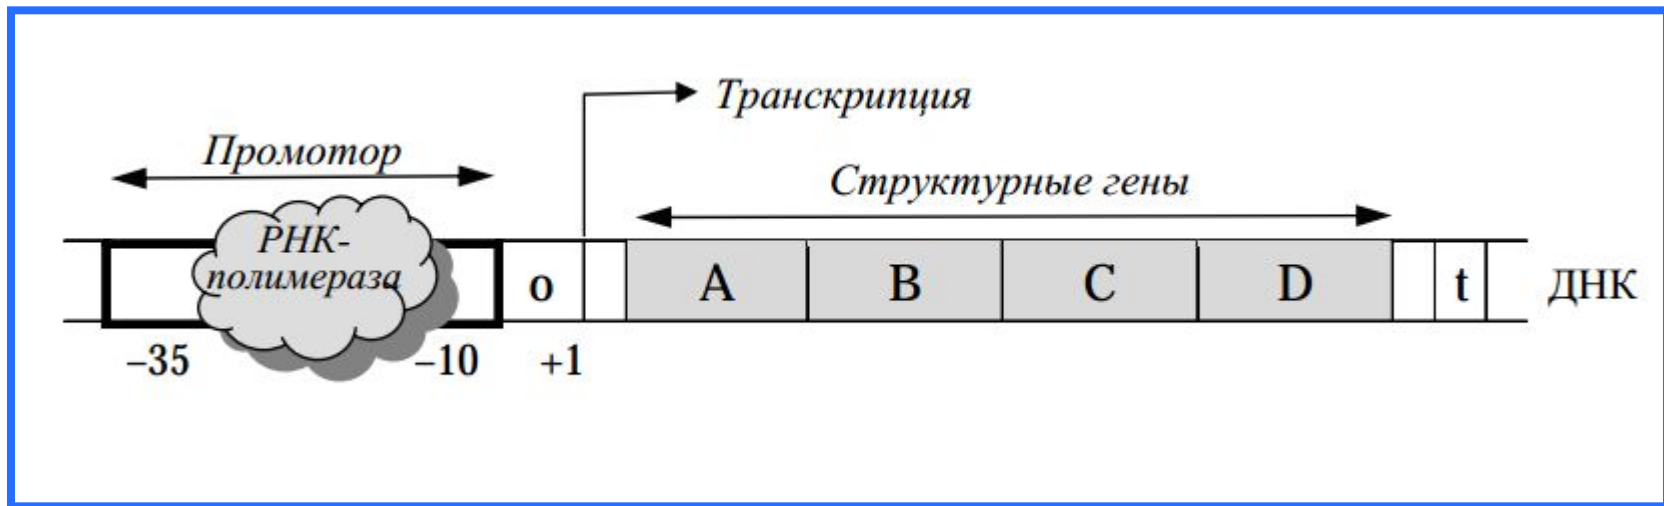 Транскрипция
Промотор
Структурные гены
РНК-
полимераза
o
A
B
C
D
t
ДНК
–35
–10
+1